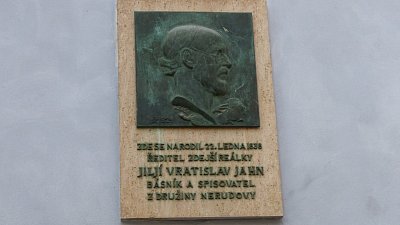 ZDE SE NARODIL 22. LEDNA 1838
ŘEDITEL ZDEJŠÍ REÁLKY
JILJÍ VRATISLAV JAHN
BÁSNÍK A SPISOVATEL
Z DRUŽINY NERUDOVY